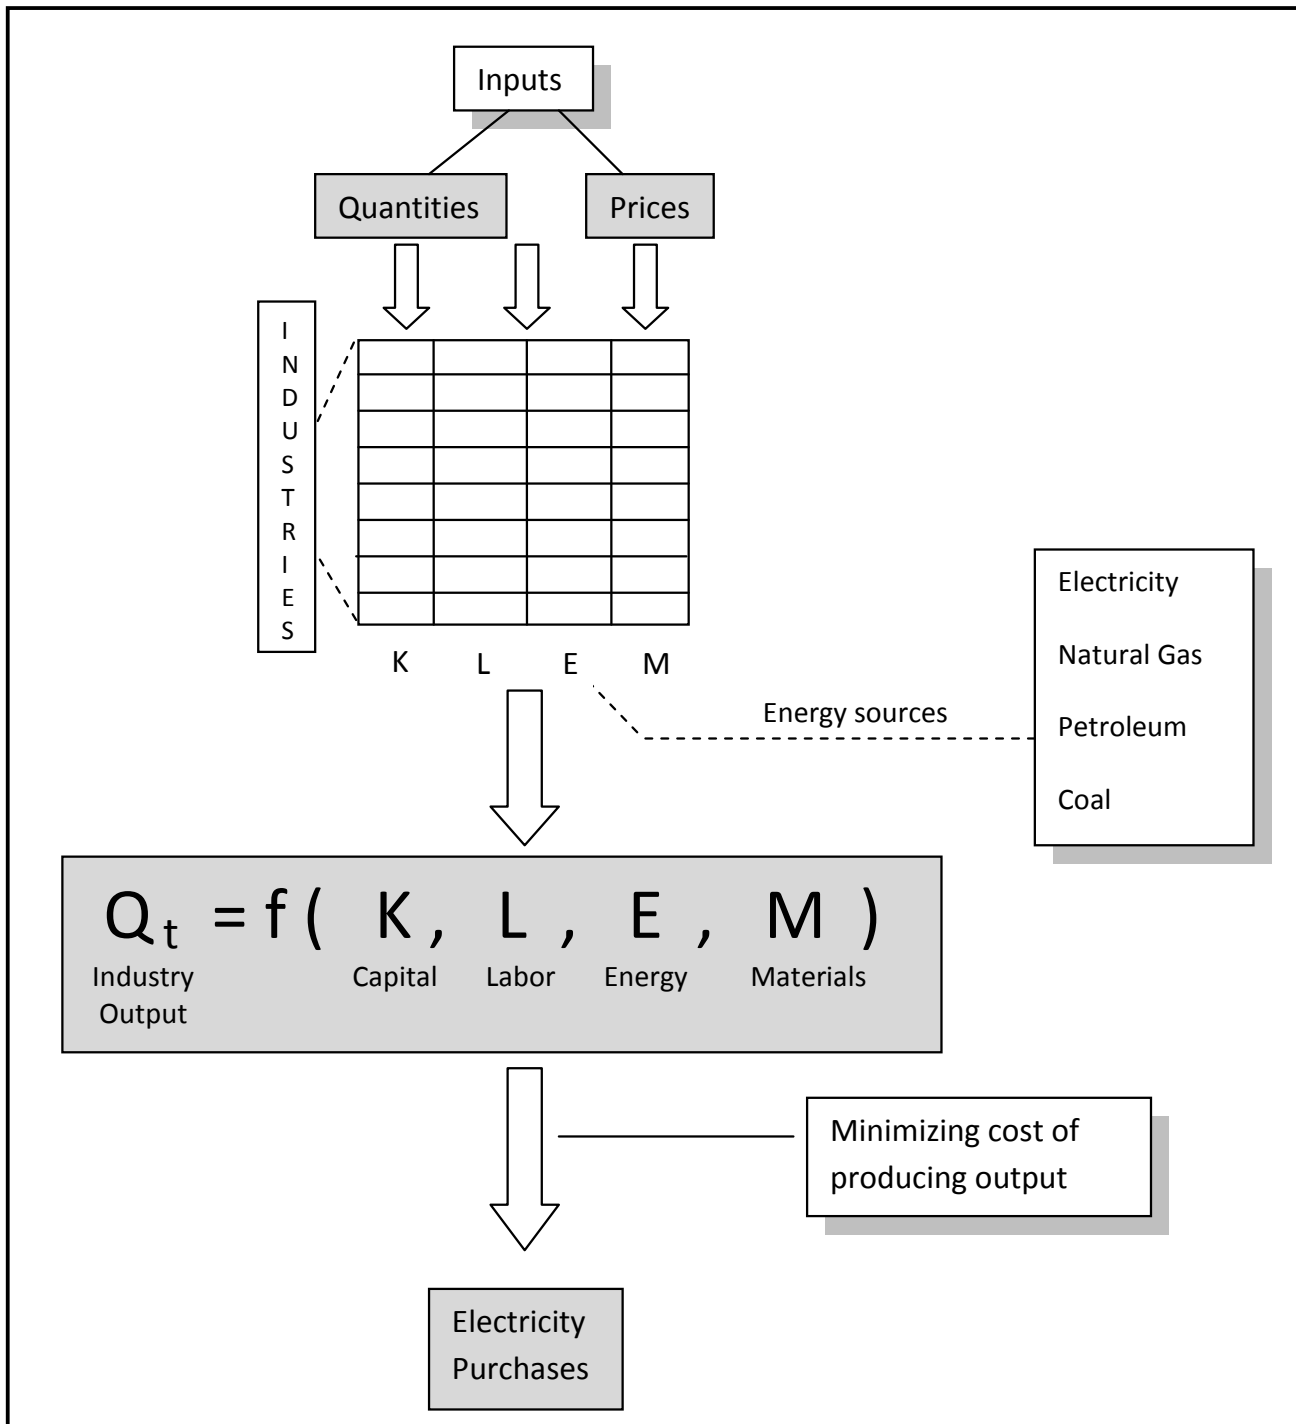 Inputs
Quantities
Prices
INDUSTRIES
K L E M
Energy sources
Electricity
Natural Gas
Petroleum
Coal
Qt = f ( K , L , E , M )
Industry Output
Capital
Labor
Energy
Materials
Minimizing cost of
producing output
Electricity
Purchases